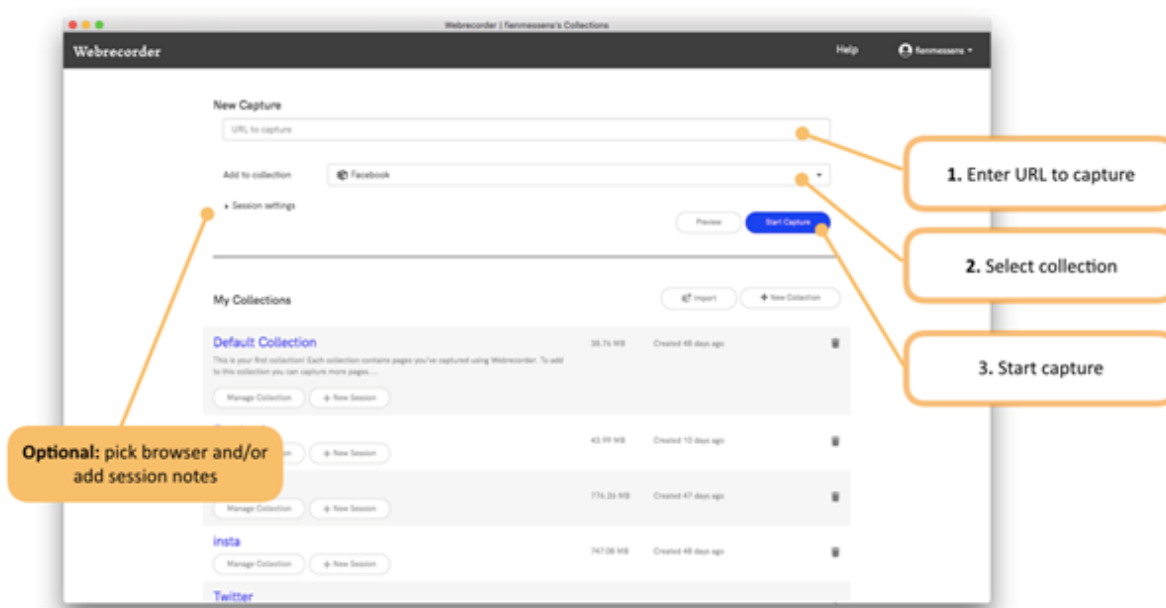 Webrecorder | fienmessens's Collections
Webrecorder
Help
fienmessens
New Capture
URL to capture
1. Enter URL to capture
Add to collection
Facebook
Session settings
Preview
Start Capture
2. Select collection
My Collections
Import
+ New Collection
Default Collection
38.76 MB
Created 48 days ago
This is your first collection! Each collection contains pages you've captured using Webrecorder. To add
to this collection you can capture more pages....
3. Start capture
Manage Collection
+ New Session
Optional: pick browser and/or
add session notes
43.99 MB
Created 10 days ago
+ New Session
776.26 MB
Created 47 days ago
Manage Collection
+ New Session
insta
747.08 MB
Created 48 days ago
Manage Collection
+ New Session
Twitter